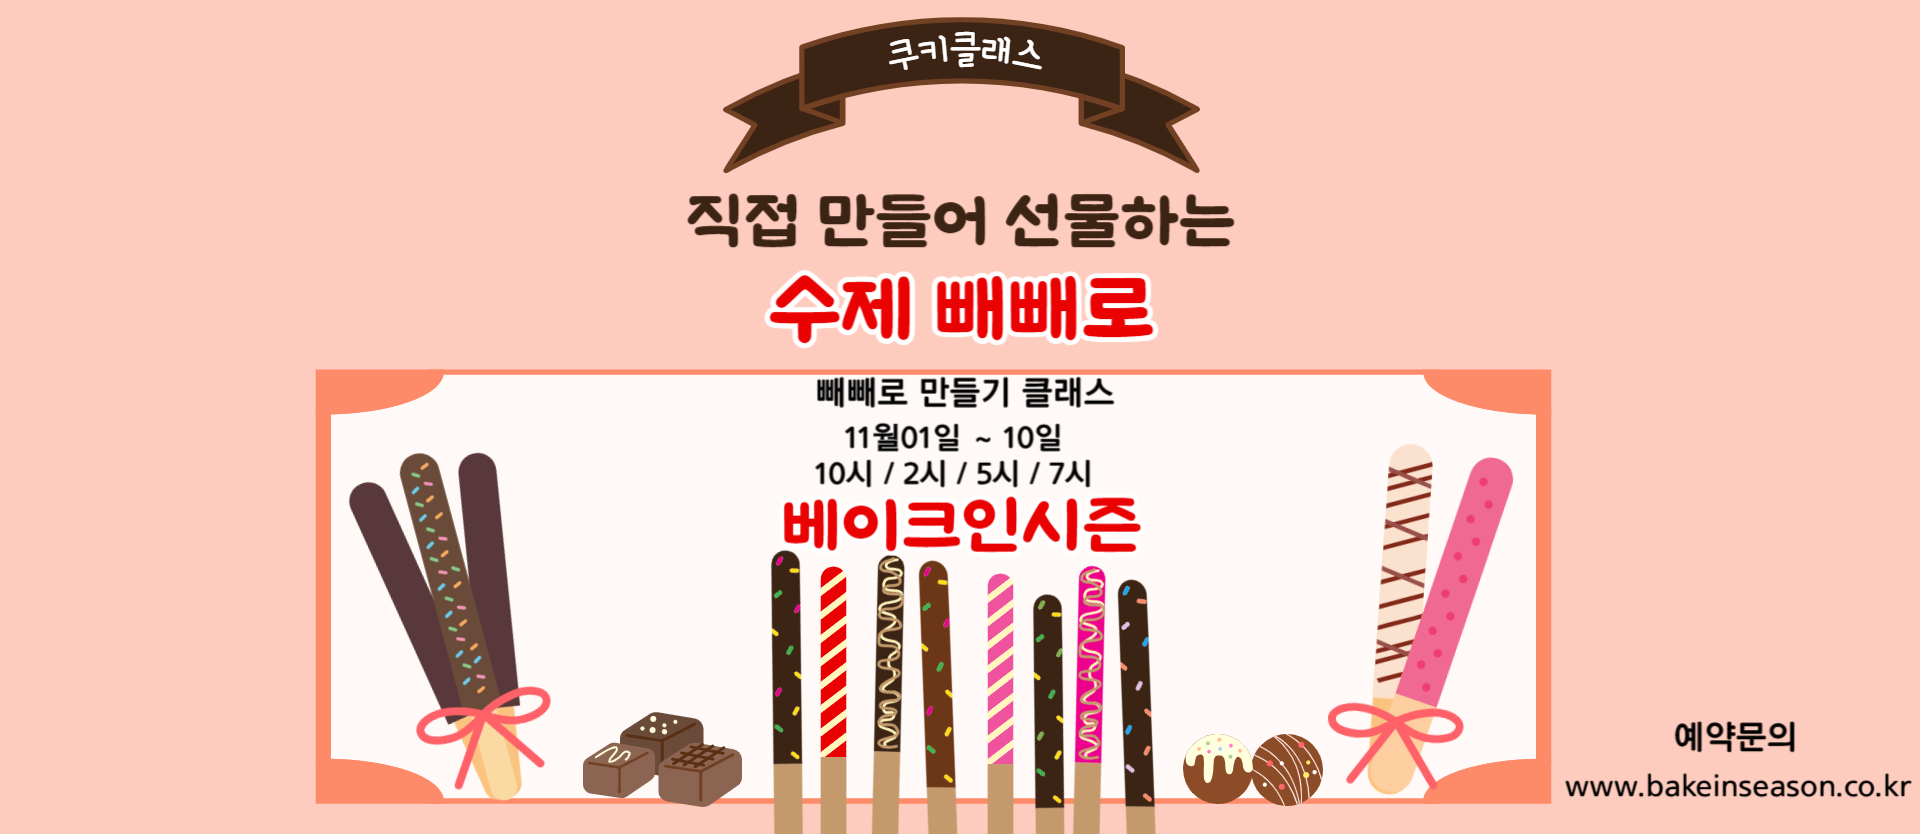 쿠키클래스
직접 만들어 선물하는
수제 빼빼로
빼빼로 만들기 클래스
11월01일 ~ 10일
10시 / 2시 / 5시 / 7시
베이크인시즌
예약문의
www.bakeinseason.co.kr